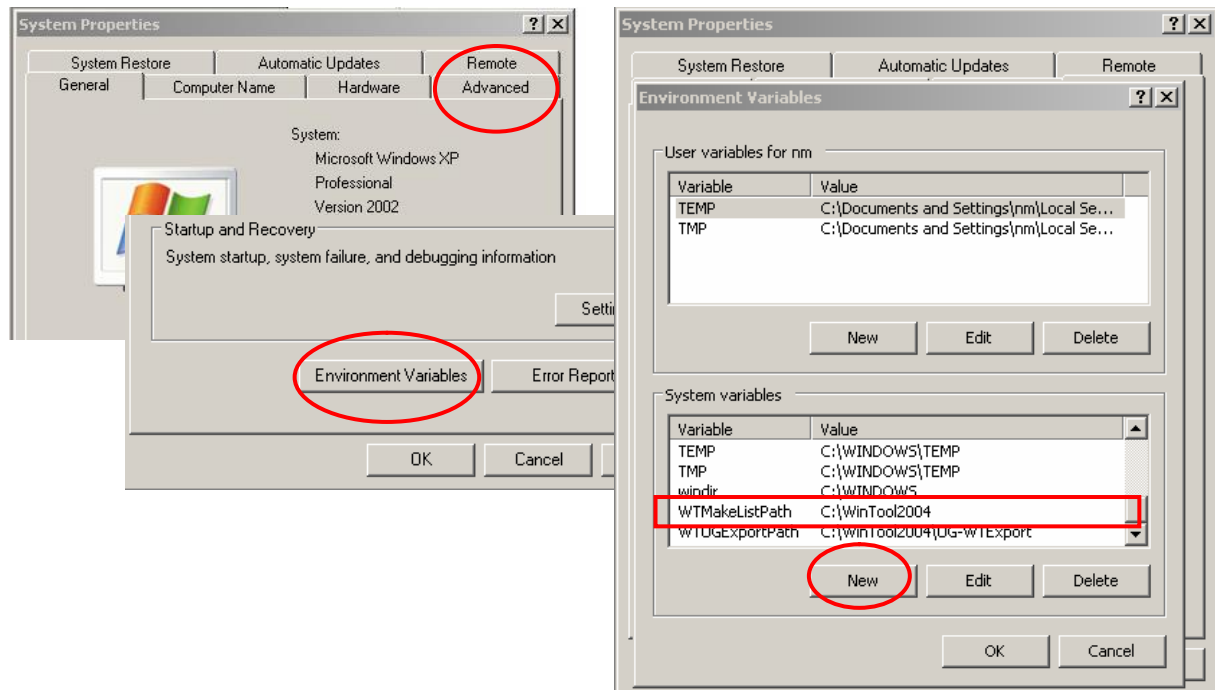 System Properties
System Restore Automatic Updates Remote
General Computer Name Hardware Advanced
System:
Microsoft Windows XP
Professional
Version 2002
Startup and Recovery
System startup, system failure, and debugging information
Environment Variables Error Report
OK Cancel
System Properties
System Restore Automatic Updates Remote
Environment Variables
User variables for nm
Variable Value
TEMP C:\Documents and Settings\nm\Local Se...
TMP C:\Documents and Settings\nm\Local Se...
New Edit Delete
System variables
Variable Value
TEMP C:\WINDOWS\TEMP
TMP C:\WINDOWS\TEMP
windir C:\WINDOWS
WTMakeListPath C:\WinTool2004
WTUGExportPath C:\WinTool2004\UG-WTExport
New Edit Delete
OK Cancel